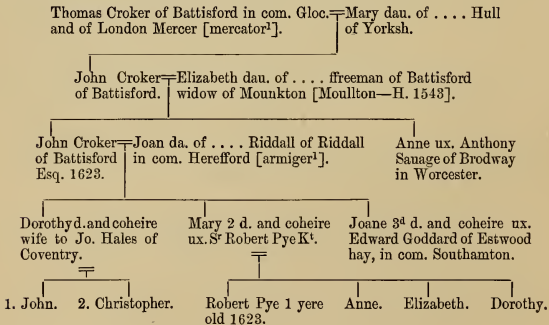 Thomas Croker of Battisford in com. Gloc.
and of London Mercer [mercator¹].
Mary dau. of . . . . Hull
of Yorksh.
John Croker
of Battisford.
Elizabeth dau. of . . . . ffreeman of Battisford
widow of Mounkton [Moullton—H. 1543].
John Croker
of Battisford
Esq. 1623.
Joan da. of . . . . Riddall of Riddall
in com. Herefford [armiger¹].
Anne ux. Anthony
Sauage of Brodway
in Worcester.
Dorothy d. and coheire
wife to Jo. Hales of
Coventry.
Mary 2 d. and coheire
ux. Sʳ Robert Pye Kᵗ.
Joane 3ᵈ d. and coheire ux.
Edward Goddard of Estwood
hay, in com. Southamton.
1. John. 2. Christopher.
Robert Pye 1 yere
old 1623.
Anne. Elizabeth. Dorothy.